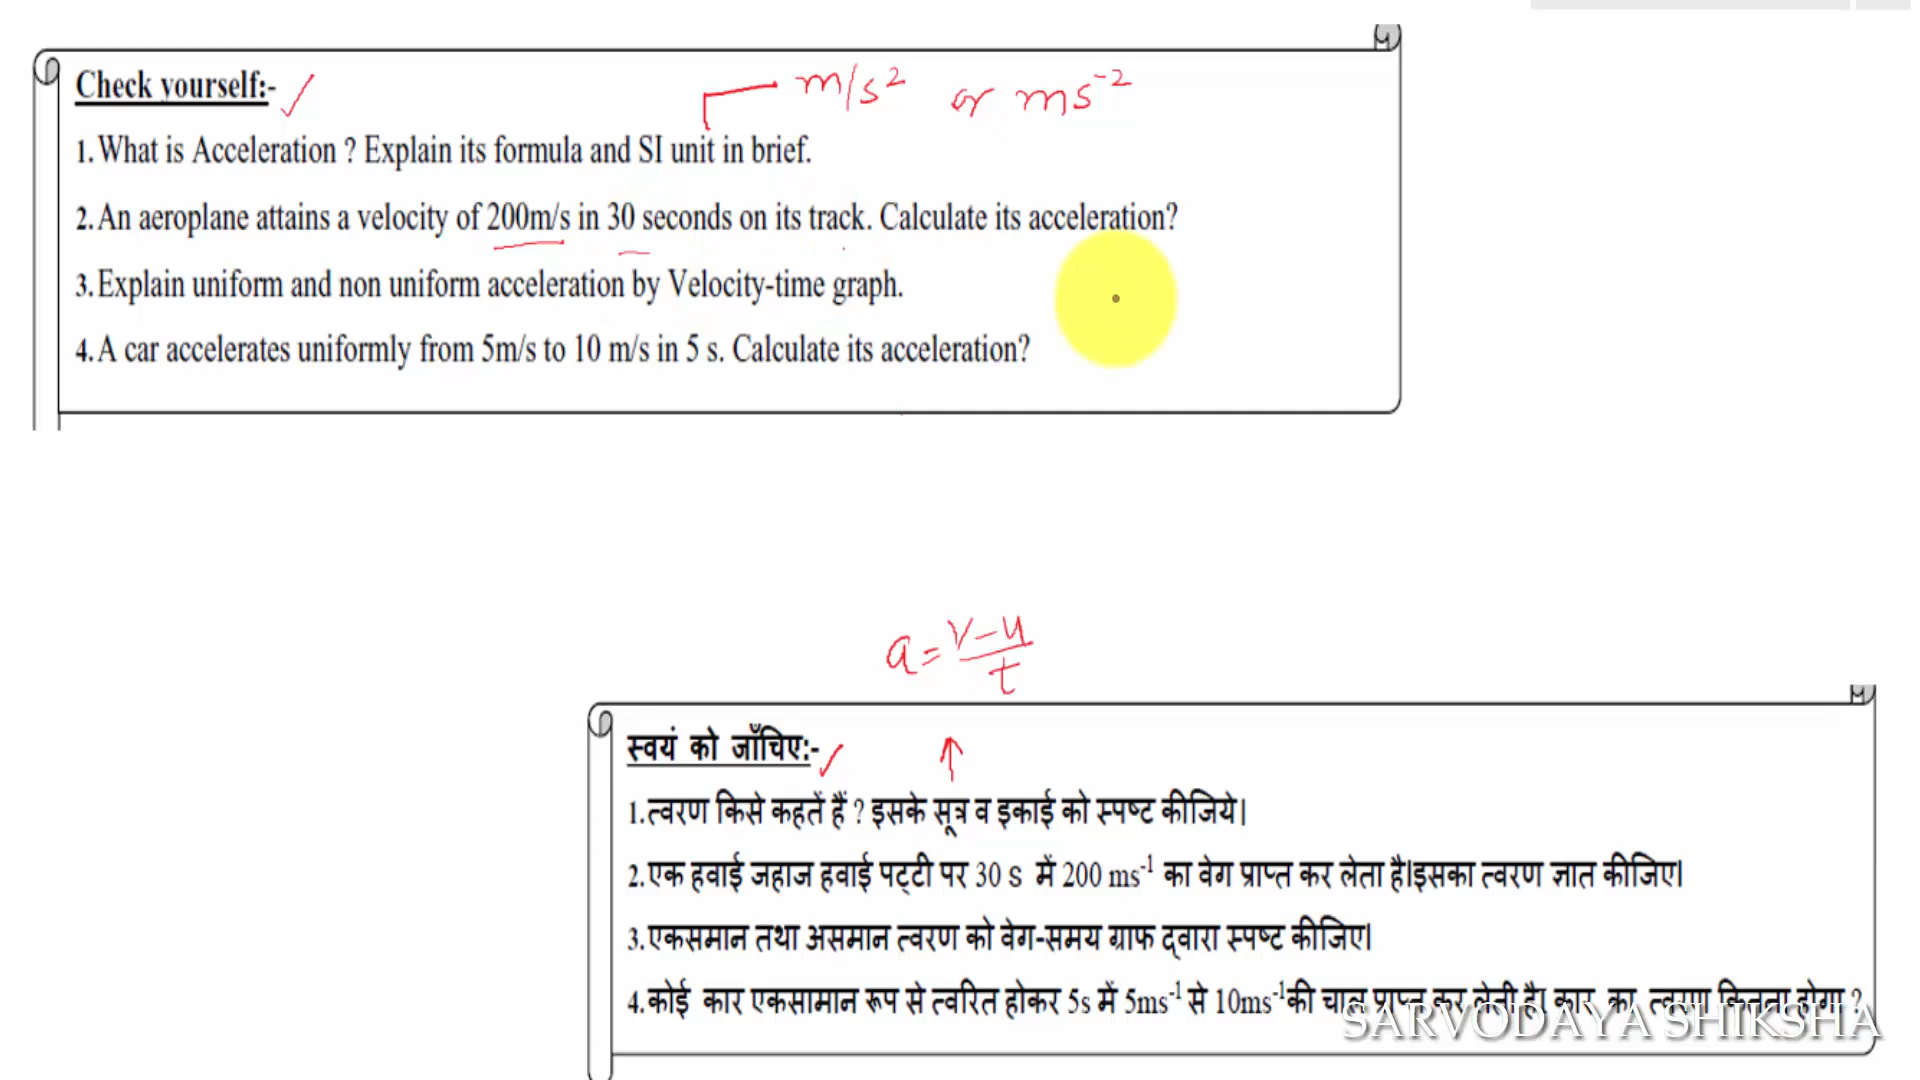 Check yourself:-
m/s² or ms⁻²
1. What is Acceleration ? Explain its formula and SI unit in brief.
2. An aeroplane attains a velocity of 200m/s in 30 seconds on its track. Calculate its acceleration?
3. Explain uniform and non uniform acceleration by Velocity-time graph.
4. A car accelerates uniformly from 5m/s to 10 m/s in 5 s. Calculate its acceleration?
a = v-u/t
स्वयं को जाँचिए:-
1.त्वरण किसे कहतें हैं ? इसके सूत्र व इकाई को स्पष्ट कीजिये।
2.एक हवाई जहाज हवाई पट्टी पर 30 s में 200 ms⁻¹ का वेग प्राप्त कर लेता है।इसका त्वरण ज्ञात कीजिए।
3.एकसमान तथा असमान त्वरण को वेग-समय ग्राफ द्वारा स्पष्ट कीजिए।
4.कोई कार एकसामान रूप से त्वरित होकर 5s में 5ms⁻¹ से 10ms⁻¹की चाल प्राप्त कर लेती है। कार का त्वरण कितना होगा ?
SARVODAYA SHIKSHA